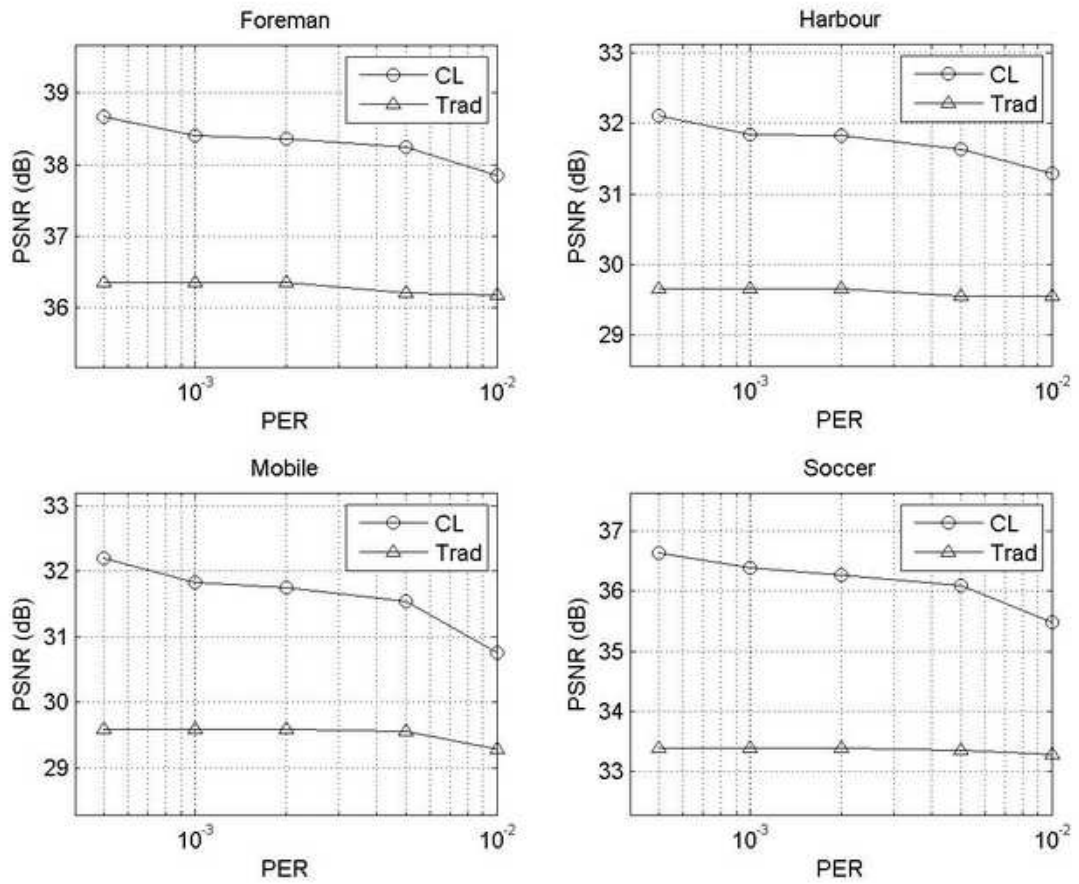 Foreman
CL
Trad
39
38
37
36
PSNR (dB)
10-3
10-2
PER
Harbour
CL
Trad
33
32
31
30
29
PSNR (dB)
10-3
10-2
PER
Mobile
CL
Trad
33
32
31
30
29
PSNR (dB)
10-3
10-2
PER
Soccer
CL
Trad
37
36
35
34
33
PSNR (dB)
10-3
10-2
PER